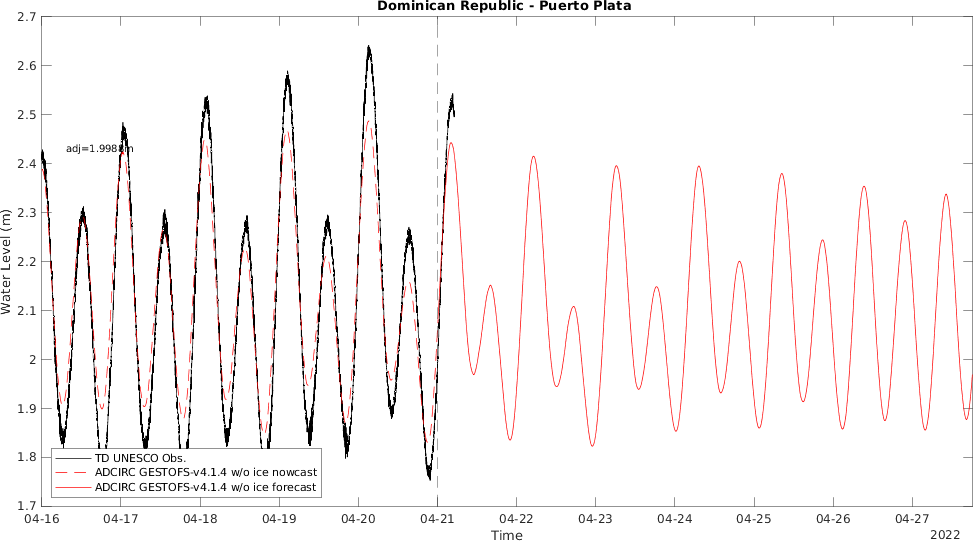 Dominican Republic - Puerto Plata
2.7
2.6
2.5
2.4
2.3
2.2
2.1
2
1.9
1.8
1.7
Water Level (m)
adj=1.9988m
TD UNESCO Obs.
ADCIRC GESTOFS-v4.1.4 w/o ice nowcast
ADCIRC GESTOFS-v4.1.4 w/o ice forecast
04-16 04-17 04-18 04-19 04-20 04-21 04-22 04-23 04-24 04-25 04-26 04-27
Time
2022